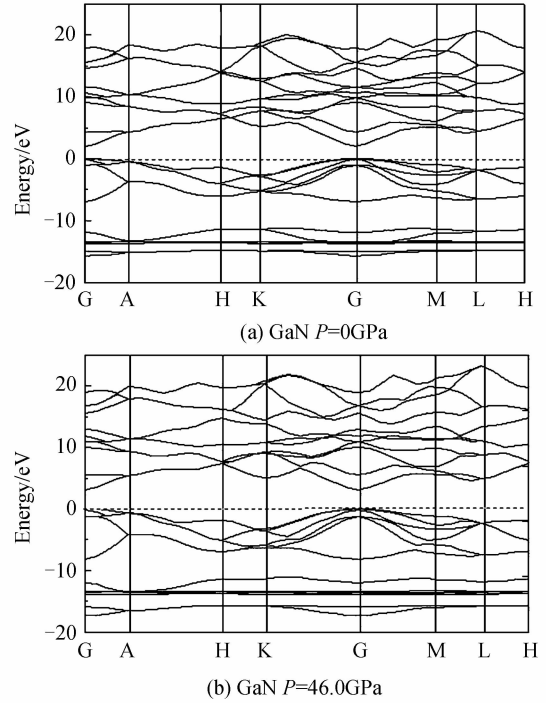 20
10
0
−10
−20
Energy/eV
G A H K G M L H
(a) GaN P=0GPa
20
10
0
−10
−20
Energy/eV
G A H K G M L H
(b) GaN P=46.0GPa